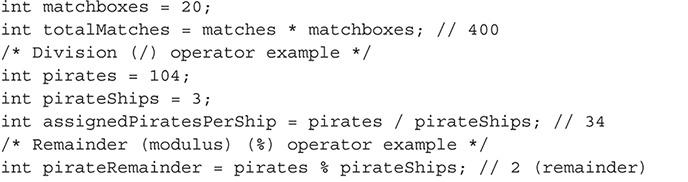 int matchboxes = 20;
int totalMatches = matches * matchboxes; // 400
/* Division (/) operator example */
int pirates = 104;
int pirateShips = 3;
int assignedPiratesPerShip = pirates / pirateShips; // 34
/* Remainder (modulus) (%) operator example */
int pirateRemainder = pirates % pirateShips; // 2 (remainder)